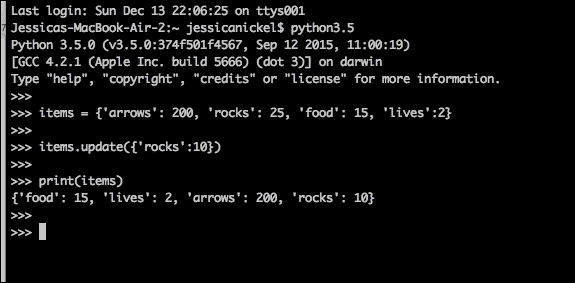 Last login: Sun Dec 13 22:06:25 on ttys001
Jessicas-MacBook-Air-2:~ jessicanickel$ python3.5
Python 3.5.0 (v3.5.0:374f501f4567, Sep 12 2015, 11:00:19)
[GCC 4.2.1 (Apple Inc. build 5666) (dot 3)] on darwin
Type "help", "copyright", "credits" or "license" for more information.
>>>
>>> items = {'arrows': 200, 'rocks': 25, 'food': 15, 'lives':2}
>>>
>>> items.update({'rocks':10})
>>>
>>> print(items)
{'food': 15, 'lives': 2, 'arrows': 200, 'rocks': 10}
>>>
>>>